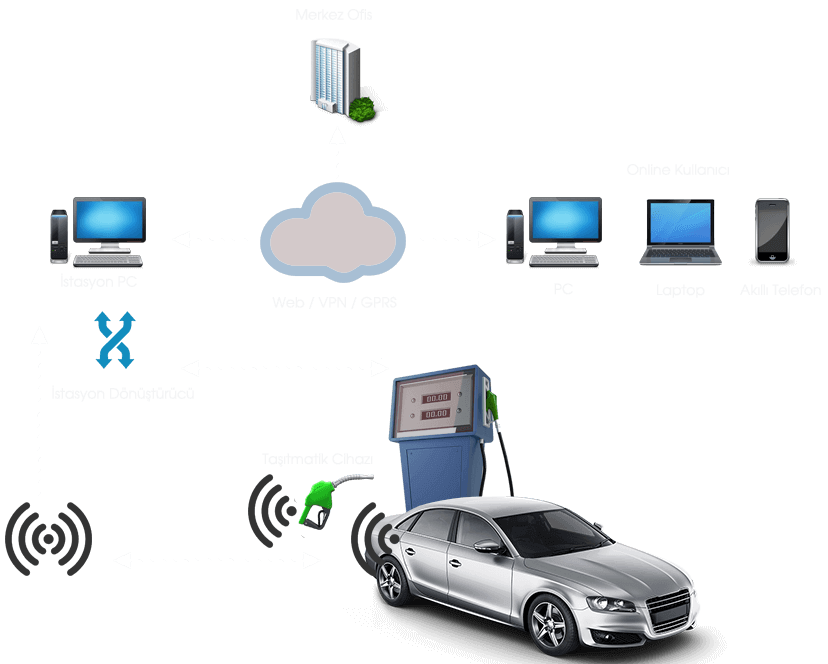 Merkez Ofis
Online Kullanıcı
İstasyon PC
PC
Laptop
Akıllı Telefon
Web / VPN / GPRS
İstasyon Dönüştürücü
00.00
00.00
Taşıtmatik Cihazı